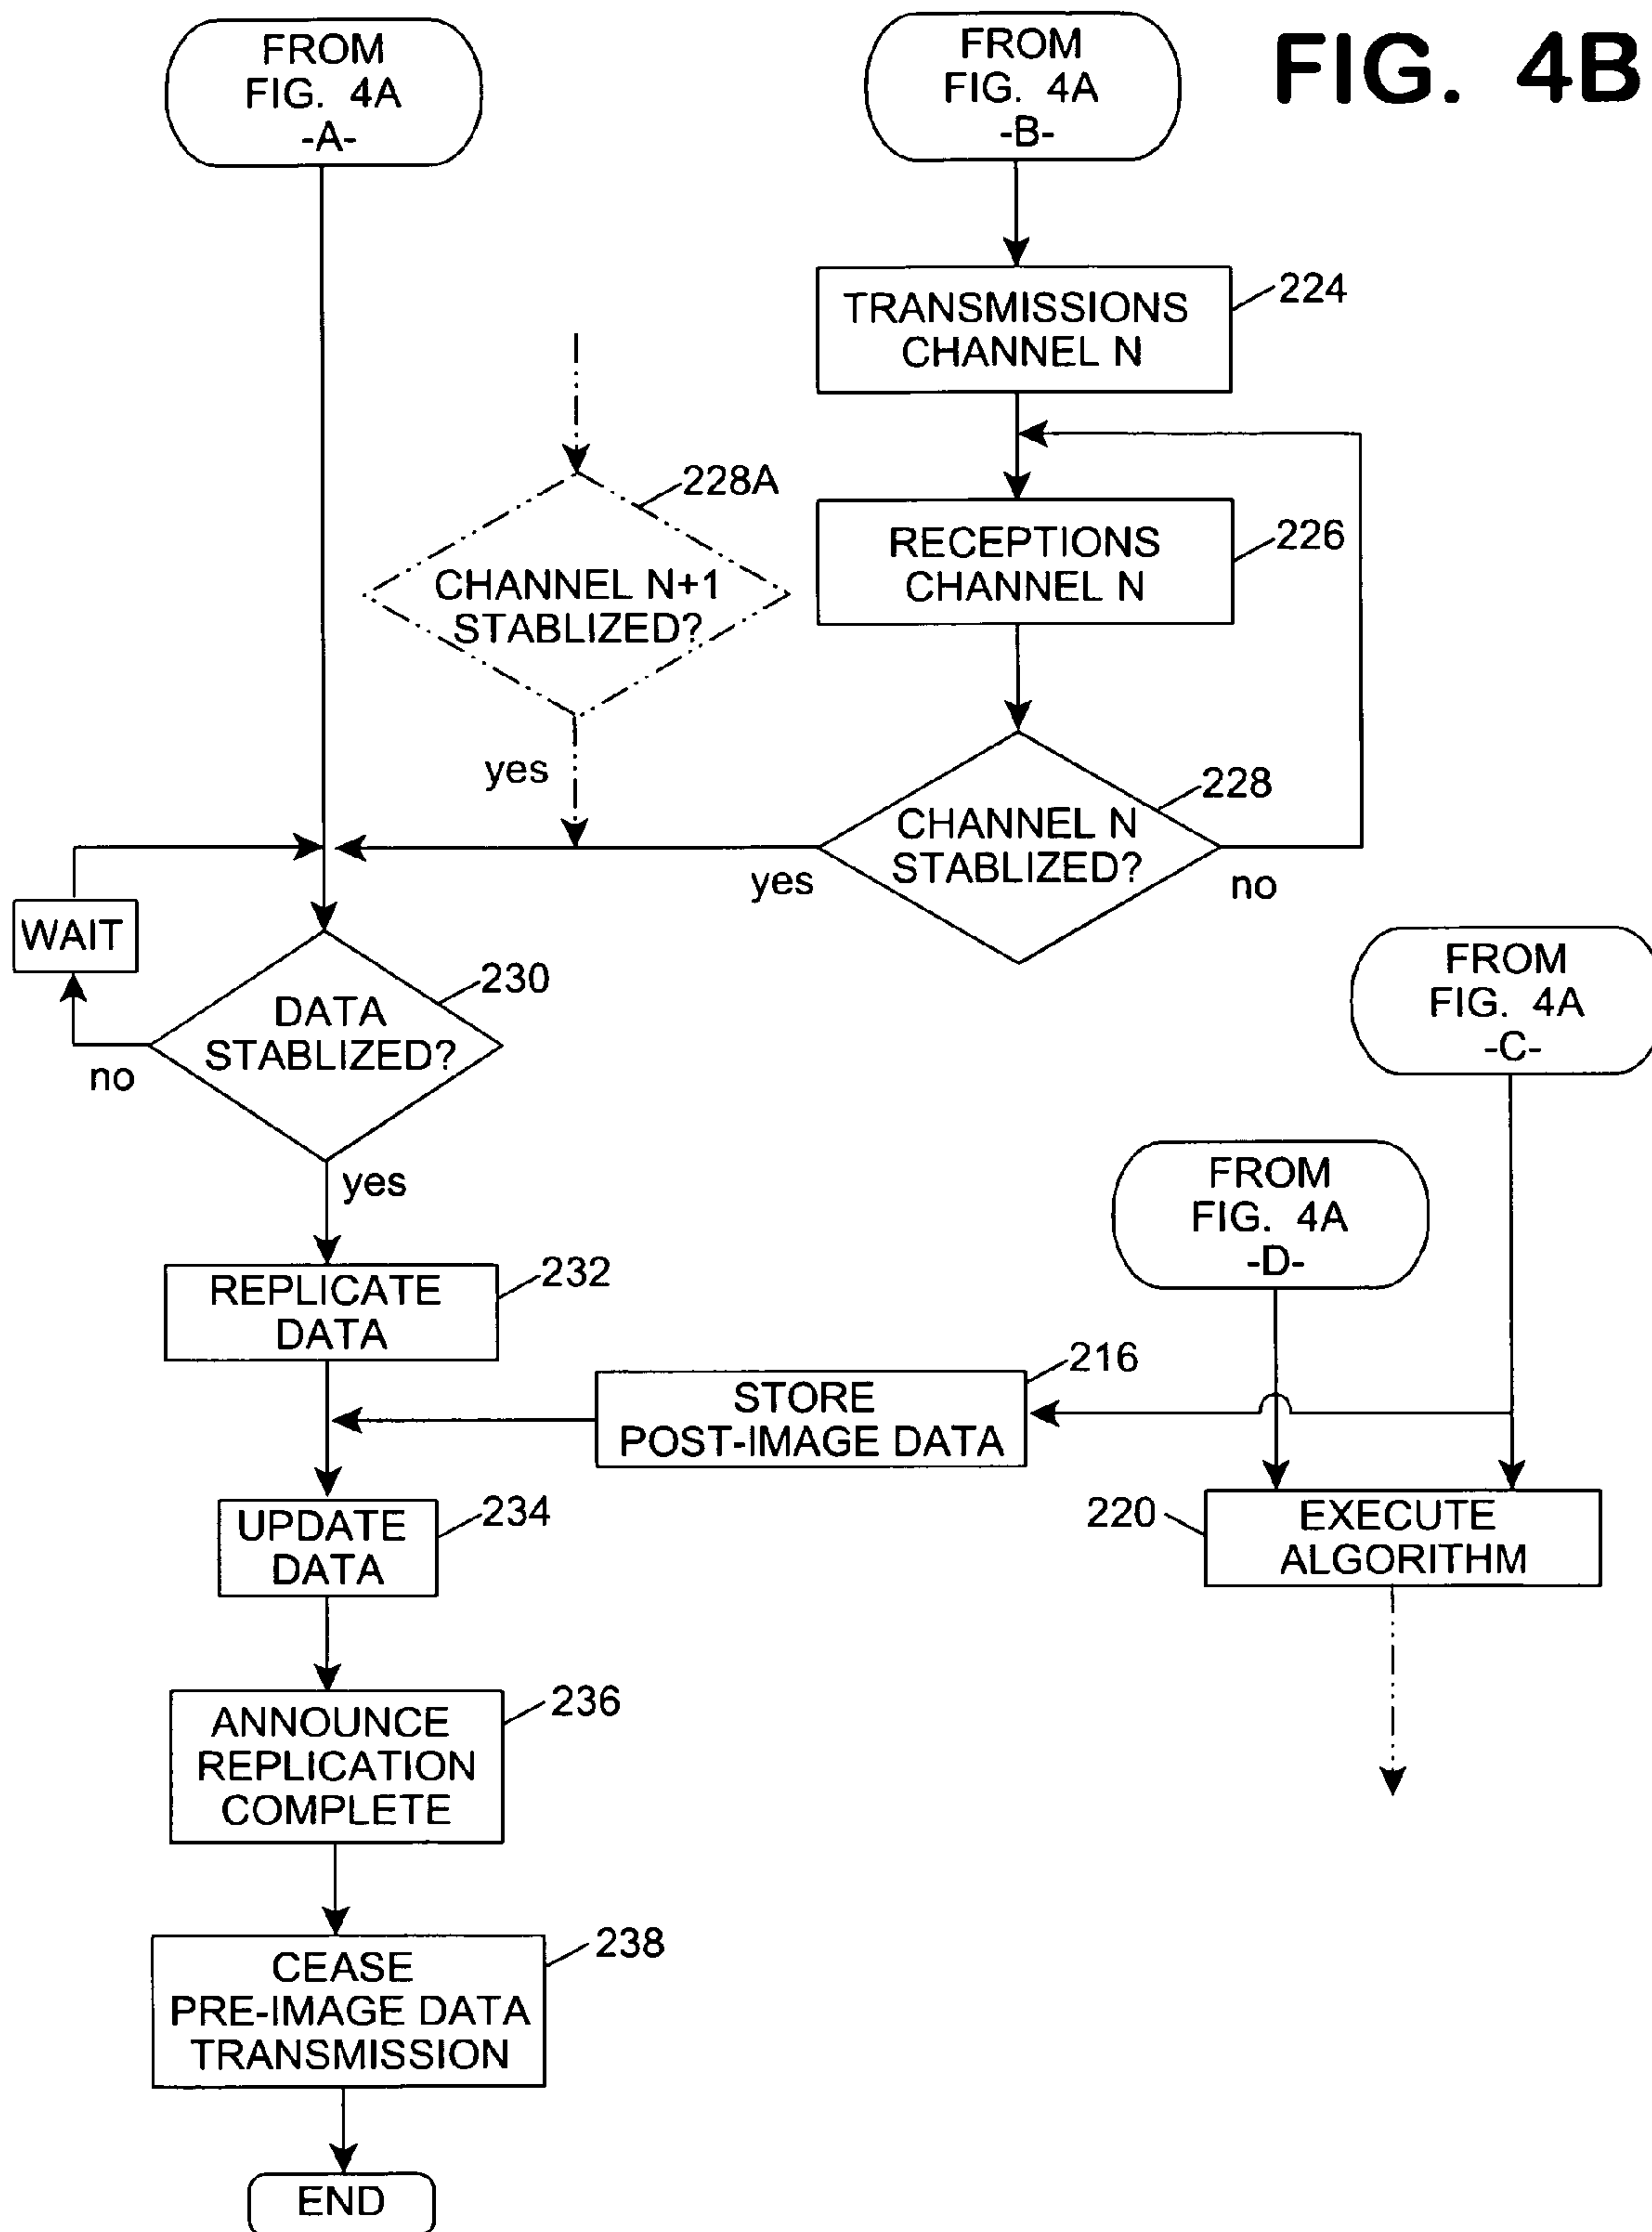 FIG. 4B
FROM
FIG. 4A
-A-
FROM
FIG. 4A
-B-
TRANSMISSIONS
CHANNEL N
224
228A
CHANNEL N+1
STABLIZED?
yes
RECEPTIONS
CHANNEL N
226
CHANNEL N
STABLIZED?
228
yes
no
WAIT
DATA
STABLIZED?
230
no
yes
FROM
FIG. 4A
-C-
FROM
FIG. 4A
-D-
REPLICATE
DATA
232
STORE
POST-IMAGE DATA
216
UPDATE
DATA
234
220
EXECUTE
ALGORITHM
ANNOUNCE
REPLICATION
COMPLETE
236
CEASE
PRE-IMAGE DATA
TRANSMISSION
238
END